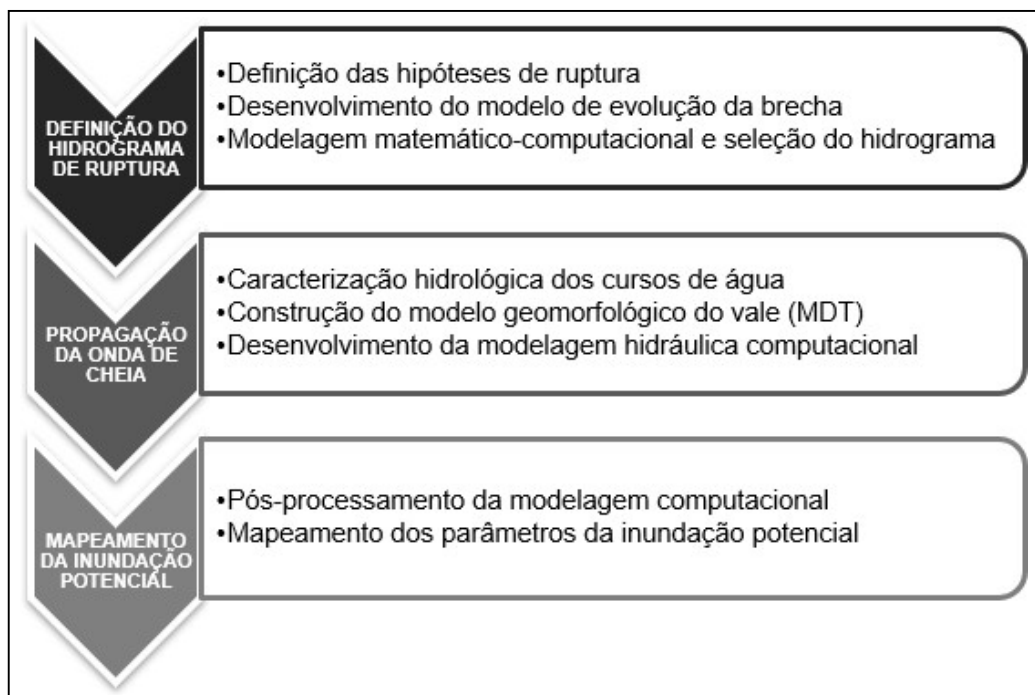 DEFINIÇÃO DO
HIDROGRAMA
DE RUPTURA
•Definição das hipóteses de ruptura
•Desenvolvimento do modelo de evolução da brecha
•Modelagem matemático-computacional e seleção do hidrograma
PROPAGAÇÃO
DA ONDA DE
CHEIA
•Caracterização hidrológica dos cursos de água
•Construção do modelo geomorfológico do vale (MDT)
•Desenvolvimento da modelagem hidráulica computacional
MAPEAMENTO
DA INUNDAÇÃO
POTENCIAL
•Pós-processamento da modelagem computacional
•Mapeamento dos parâmetros da inundação potencial